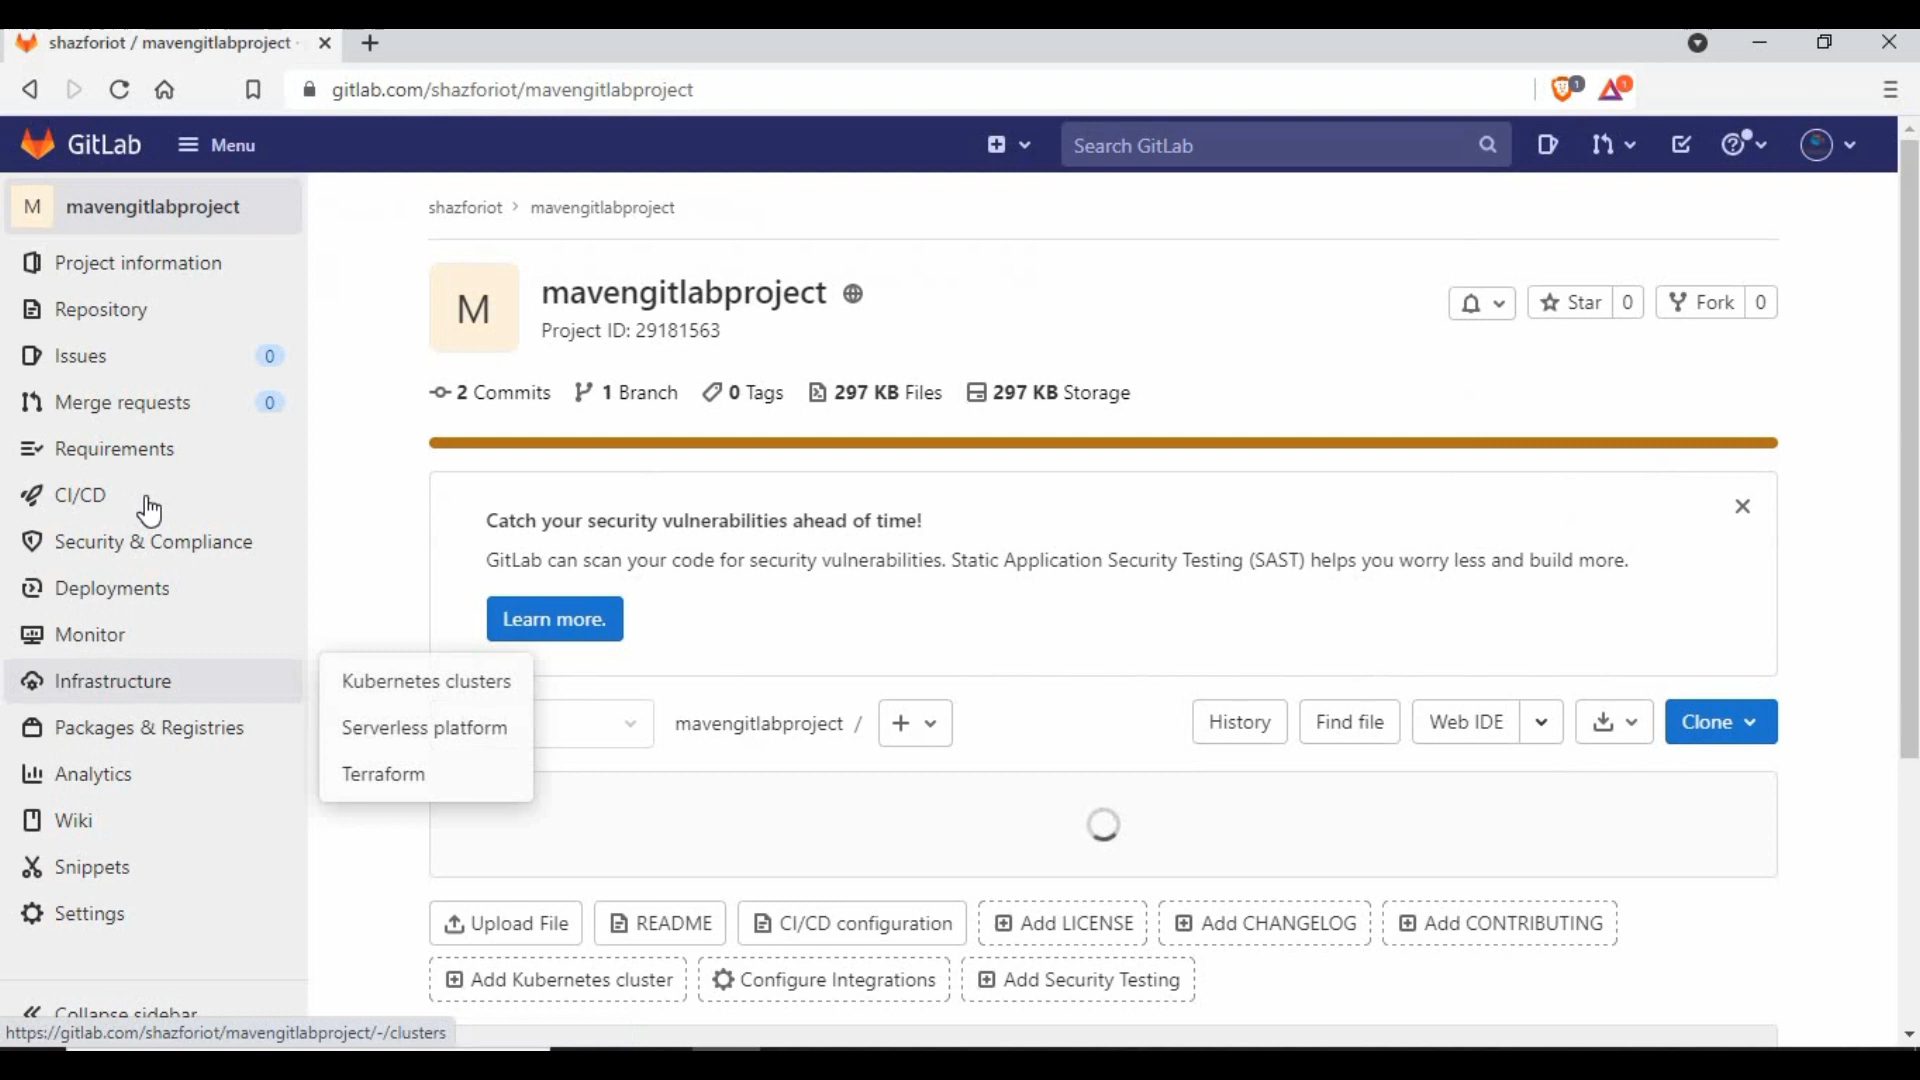 shazforiot / mavengitlabproject ·
gitlab.com/shazforiot/mavengitlabproject
1
1
GitLab
Menu
Search GitLab
M mavengitlabproject
Project information
Repository
Issues 0
Merge requests 0
Requirements
CI/CD
Security & Compliance
Deployments
Monitor
Infrastructure
Packages & Registries
Analytics
Wiki
Snippets
Settings
Collapse sidebar
https://gitlab.com/shazforiot/mavengitlabproject/-/clusters
Kubernetes clusters
Serverless platform
Terraform
shazforiot > mavengitlabproject
M
mavengitlabproject
Project ID: 29181563
Star 0 Fork 0
2 Commits 1 Branch 0 Tags 297 KB Files 297 KB Storage
Catch your security vulnerabilities ahead of time!
GitLab can scan your code for security vulnerabilities. Static Application Security Testing (SAST) helps you worry less and build more.
Learn more.
mavengitlabproject / + History Find file Web IDE Clone
Upload File README CI/CD configuration Add LICENSE Add CHANGELOG Add CONTRIBUTING
Add Kubernetes cluster Configure Integrations Add Security Testing